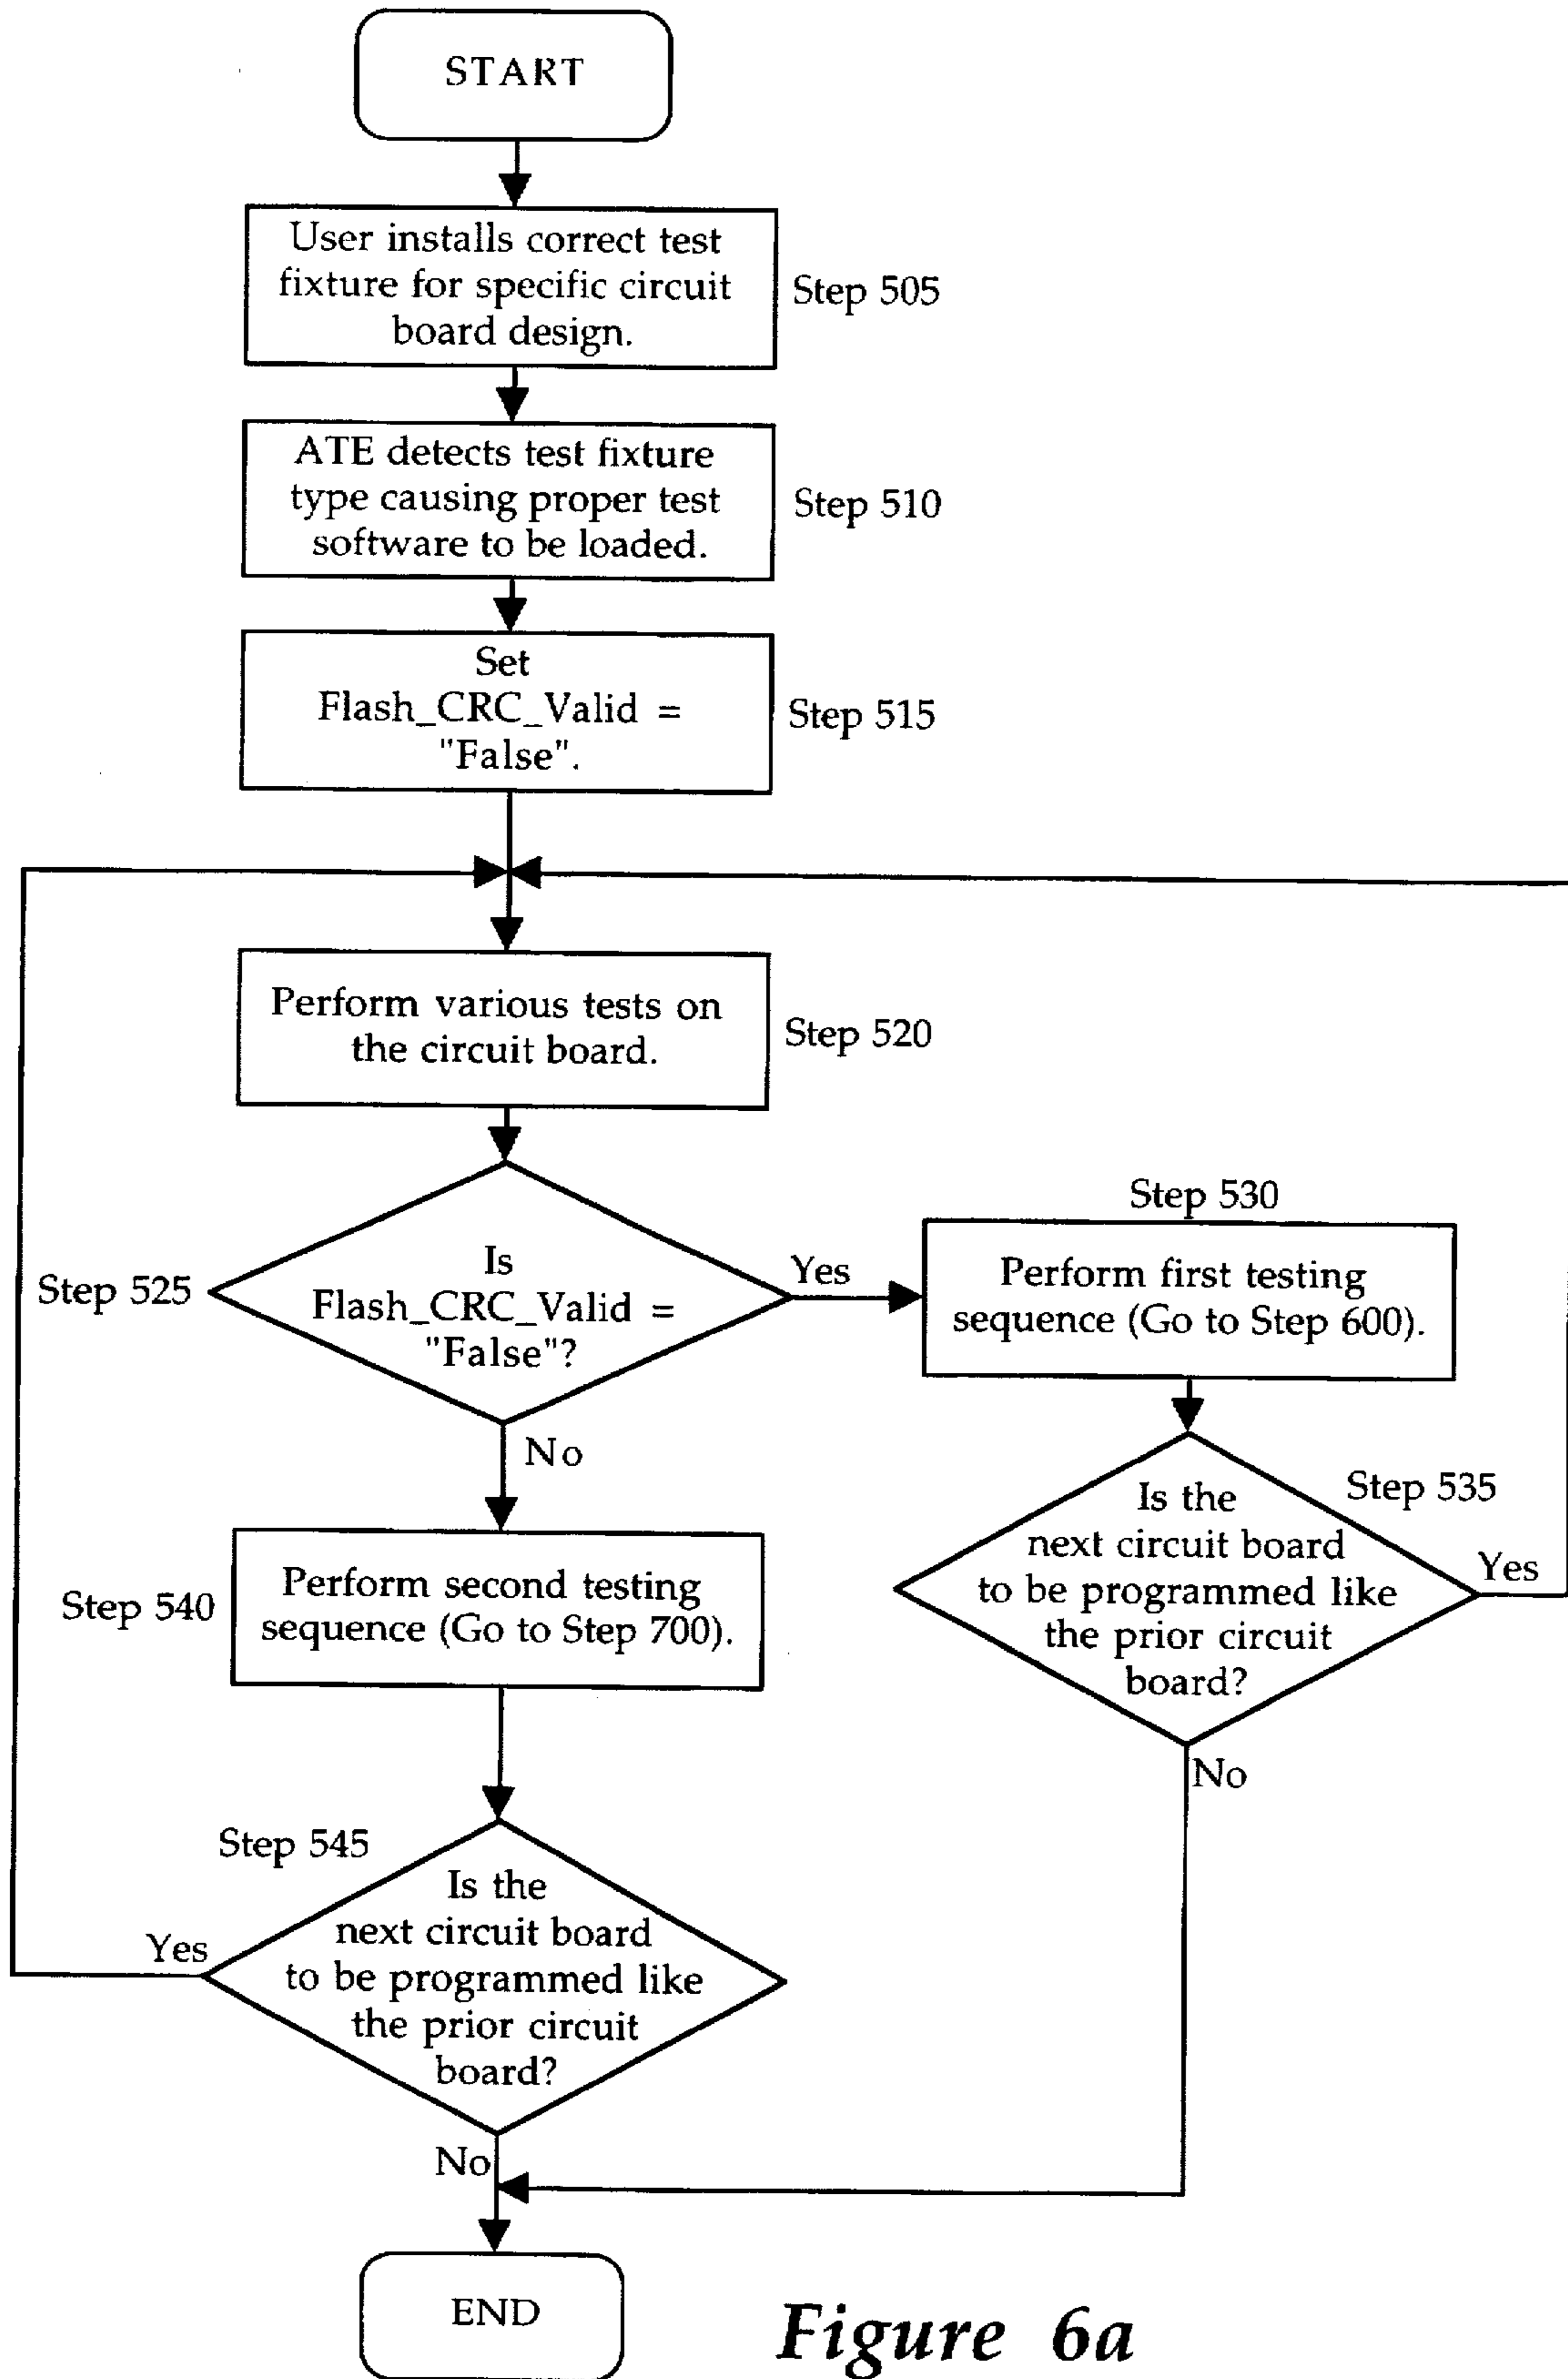 START
User installs correct test
fixture for specific circuit
board design.
Step 505
ATE detects test fixture
type causing proper test
software to be loaded.
Step 510
Set
Flash_CRC_Valid =
"False".
Step 515
Perform various tests on
the circuit board.
Step 520
Step 525
Is
Flash_CRC_Valid =
"False"?
Yes
No
Step 530
Perform first testing
sequence (Go to Step 600).
Step 535
Is the
next circuit board
to be programmed like
the prior circuit
board?
Yes
No
Step 540
Perform second testing
sequence (Go to Step 700).
Step 545
Is the
next circuit board
to be programmed like
the prior circuit
board?
Yes
No
END
Figure 6a